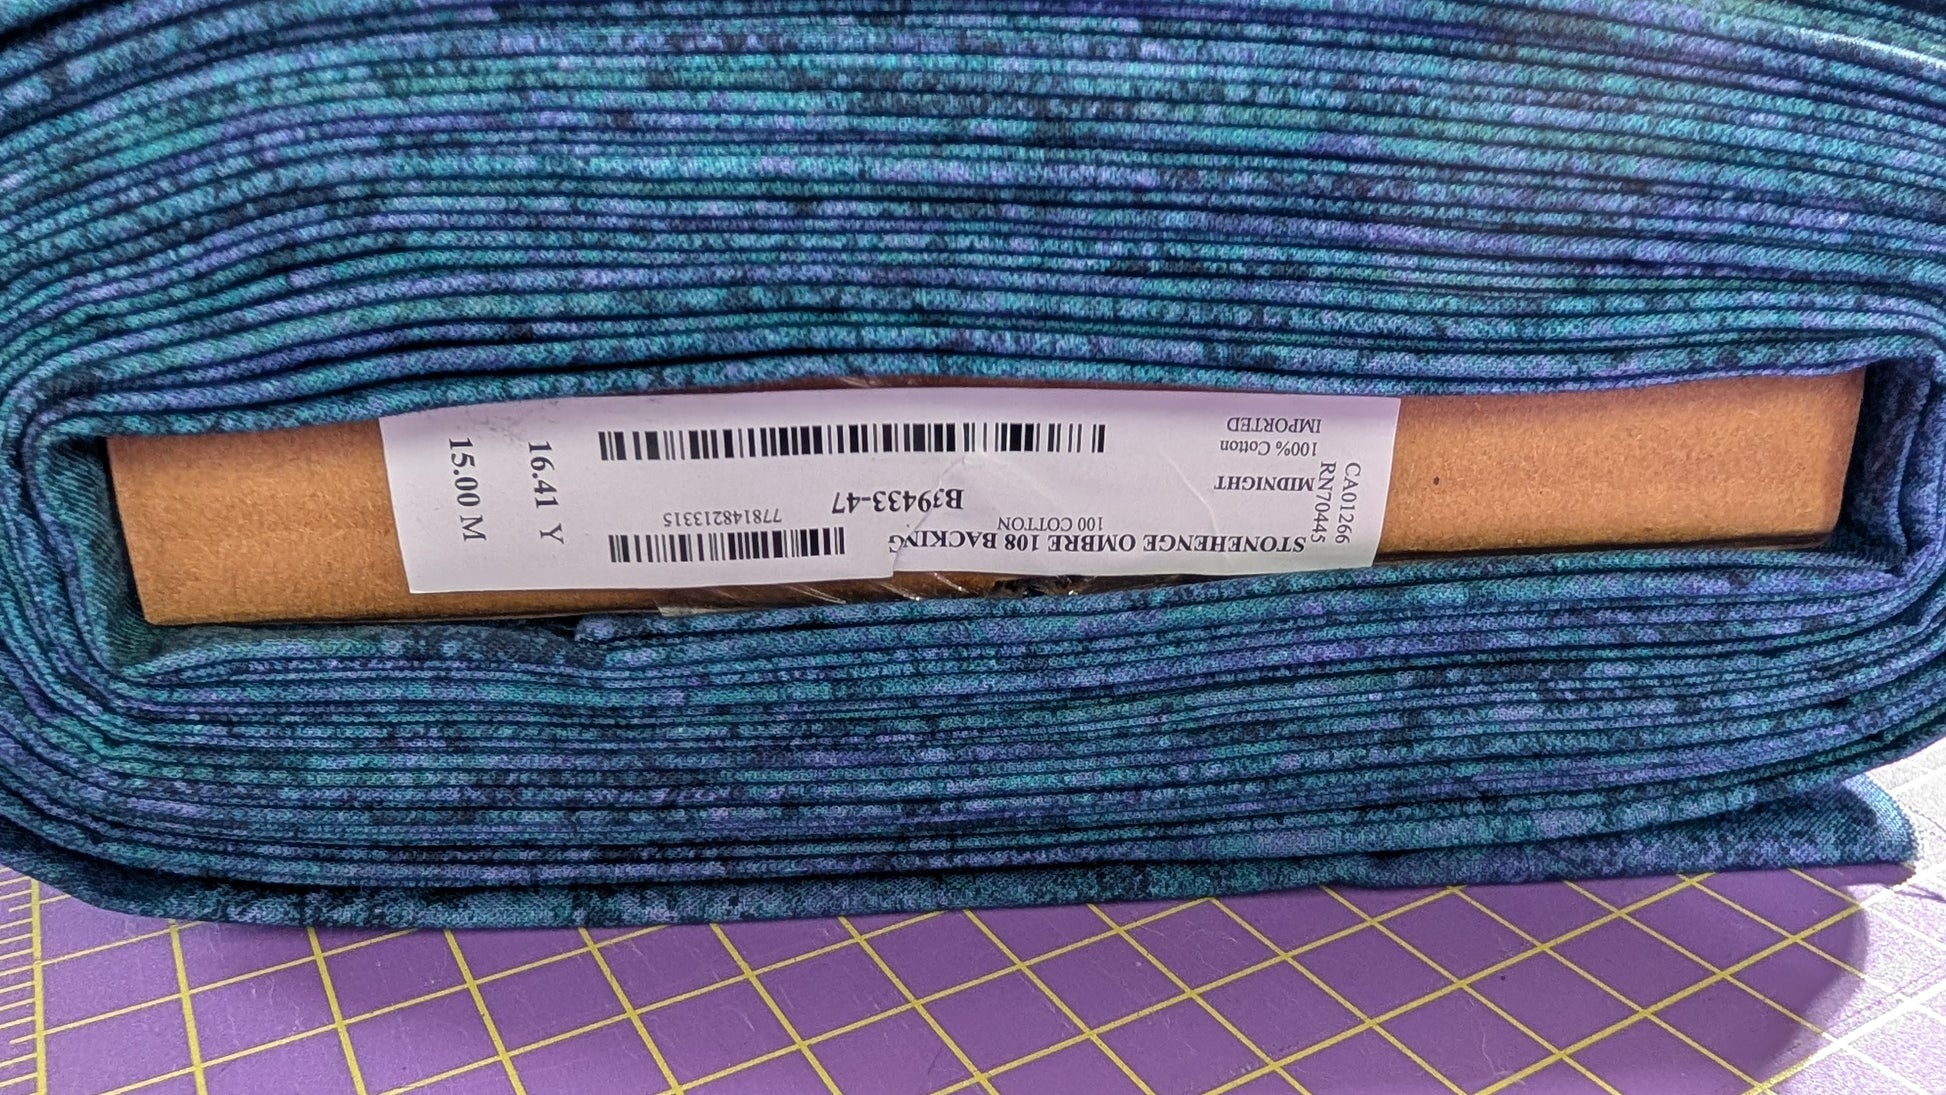 STONEHENGE OMBRE 108 BACKING
100 COTTON
778148213315
B39433-47
MIDNIGHT
100% Cotton
IMPORTED
CA01266
RN70445
16.41 Y
15.00 M